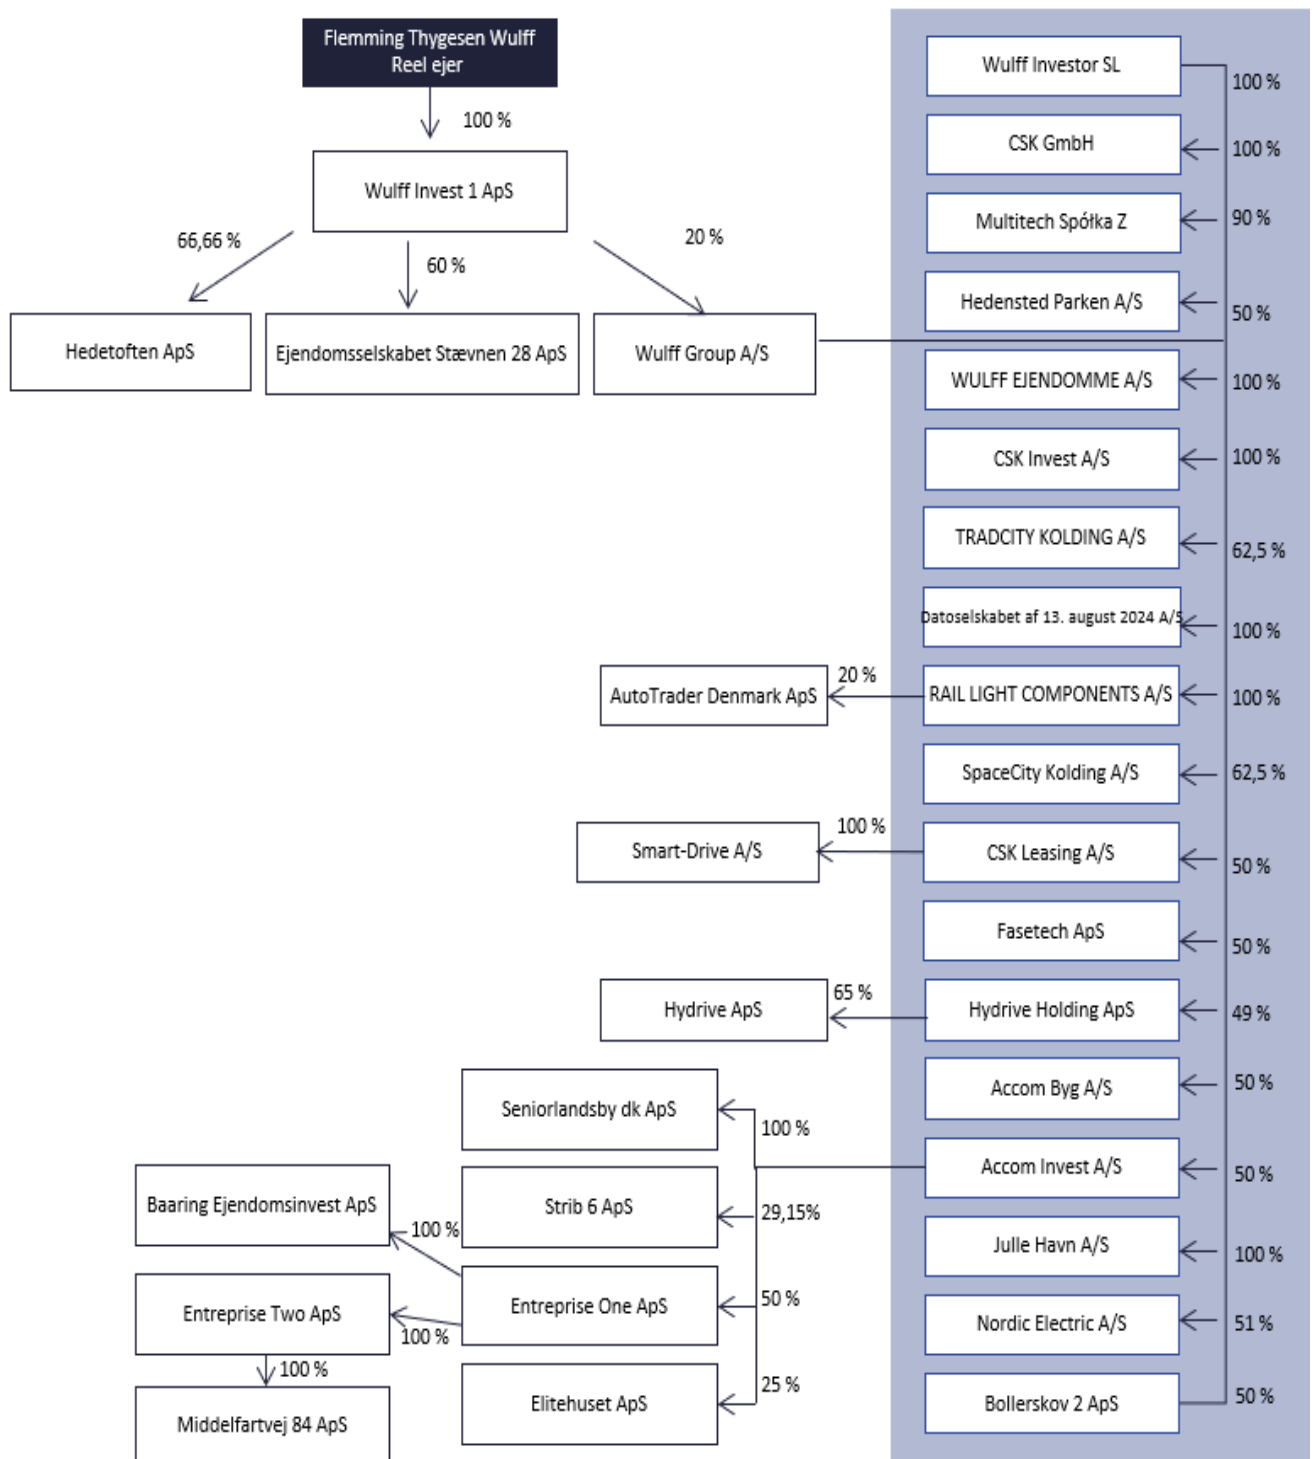 Flemming Thygesen Wulff
Reel ejer
100 %
Wulff Invest 1 ApS
66,66 %
60 %
20 %
Hedetoften ApS
Ejendomsselskabet Stævnen 28 ApS
Wulff Group A/S
Wulff Investor SL
100 %
CSK GmbH
100 %
Multitech Spółka Z
90 %
Hedensted Parken A/S
50 %
WULFF EJENDOMME A/S
100 %
CSK Invest A/S
100 %
TRADCITY KOLDING A/S
62,5 %
Datoselskabet af 13. august 2024 A/S
100 %
AutoTrader Denmark ApS
20 %
RAIL LIGHT COMPONENTS A/S
100 %
SpaceCity Kolding A/S
62,5 %
Smart-Drive A/S
100 %
CSK Leasing A/S
50 %
Fasetech ApS
50 %
Hydrive ApS
65 %
Hydrive Holding ApS
49 %
Accom Byg A/S
50 %
Seniorlandsby dk ApS
100 %
Accom Invest A/S
50 %
Baaring Ejendomsinvest ApS
100 %
Strib 6 ApS
29,15%
Julle Havn A/S
100 %
Entreprise Two ApS
100 %
Entreprise One ApS
50 %
Nordic Electric A/S
51 %
100 %
Middelfartvej 84 ApS
Elitehuset ApS
25 %
Bollerskov 2 ApS
50 %